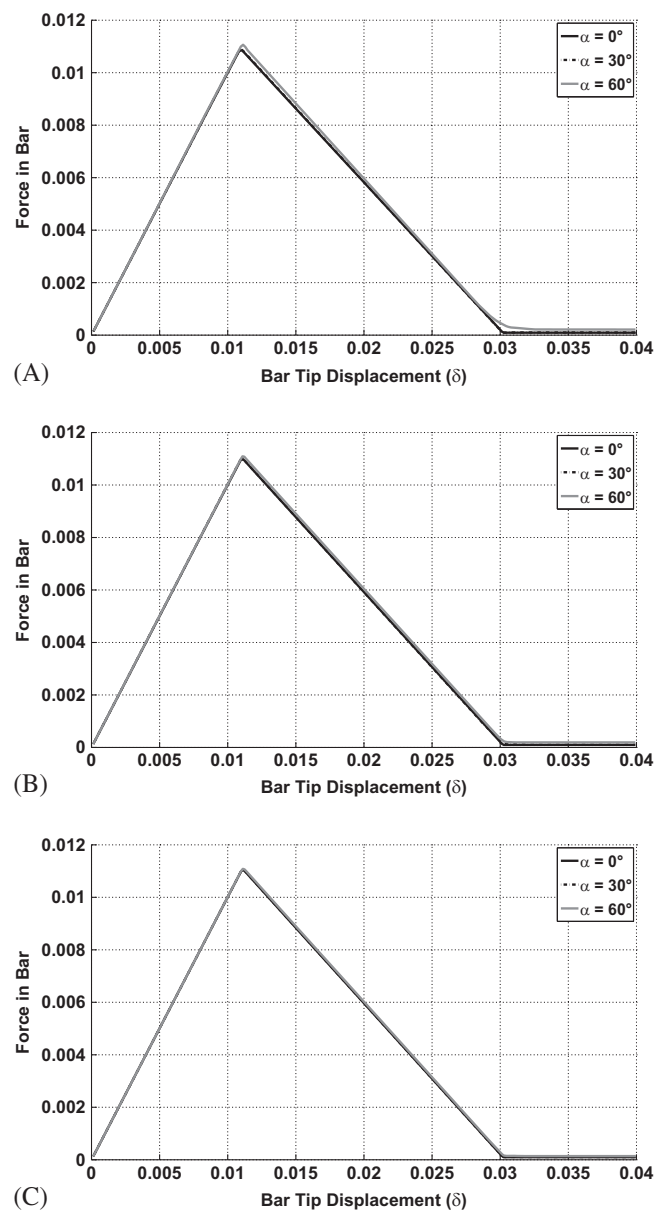 0.012
0.01
0.008
0.006
0.004
0.002
0
Force in Bar
α = 0°
α = 30°
α = 60°
0 0.005 0.01 0.015 0.02 0.025 0.03 0.035 0.04
Bar Tip Displacement (δ)
(A)
0.012
0.01
0.008
0.006
0.004
0.002
0
Force in Bar
α = 0°
α = 30°
α = 60°
0 0.005 0.01 0.015 0.02 0.025 0.03 0.035 0.04
Bar Tip Displacement (δ)
(B)
0.012
0.01
0.008
0.006
0.004
0.002
0
Force in Bar
α = 0°
α = 30°
α = 60°
0 0.005 0.01 0.015 0.02 0.025 0.03 0.035 0.04
Bar Tip Displacement (δ)
(C)